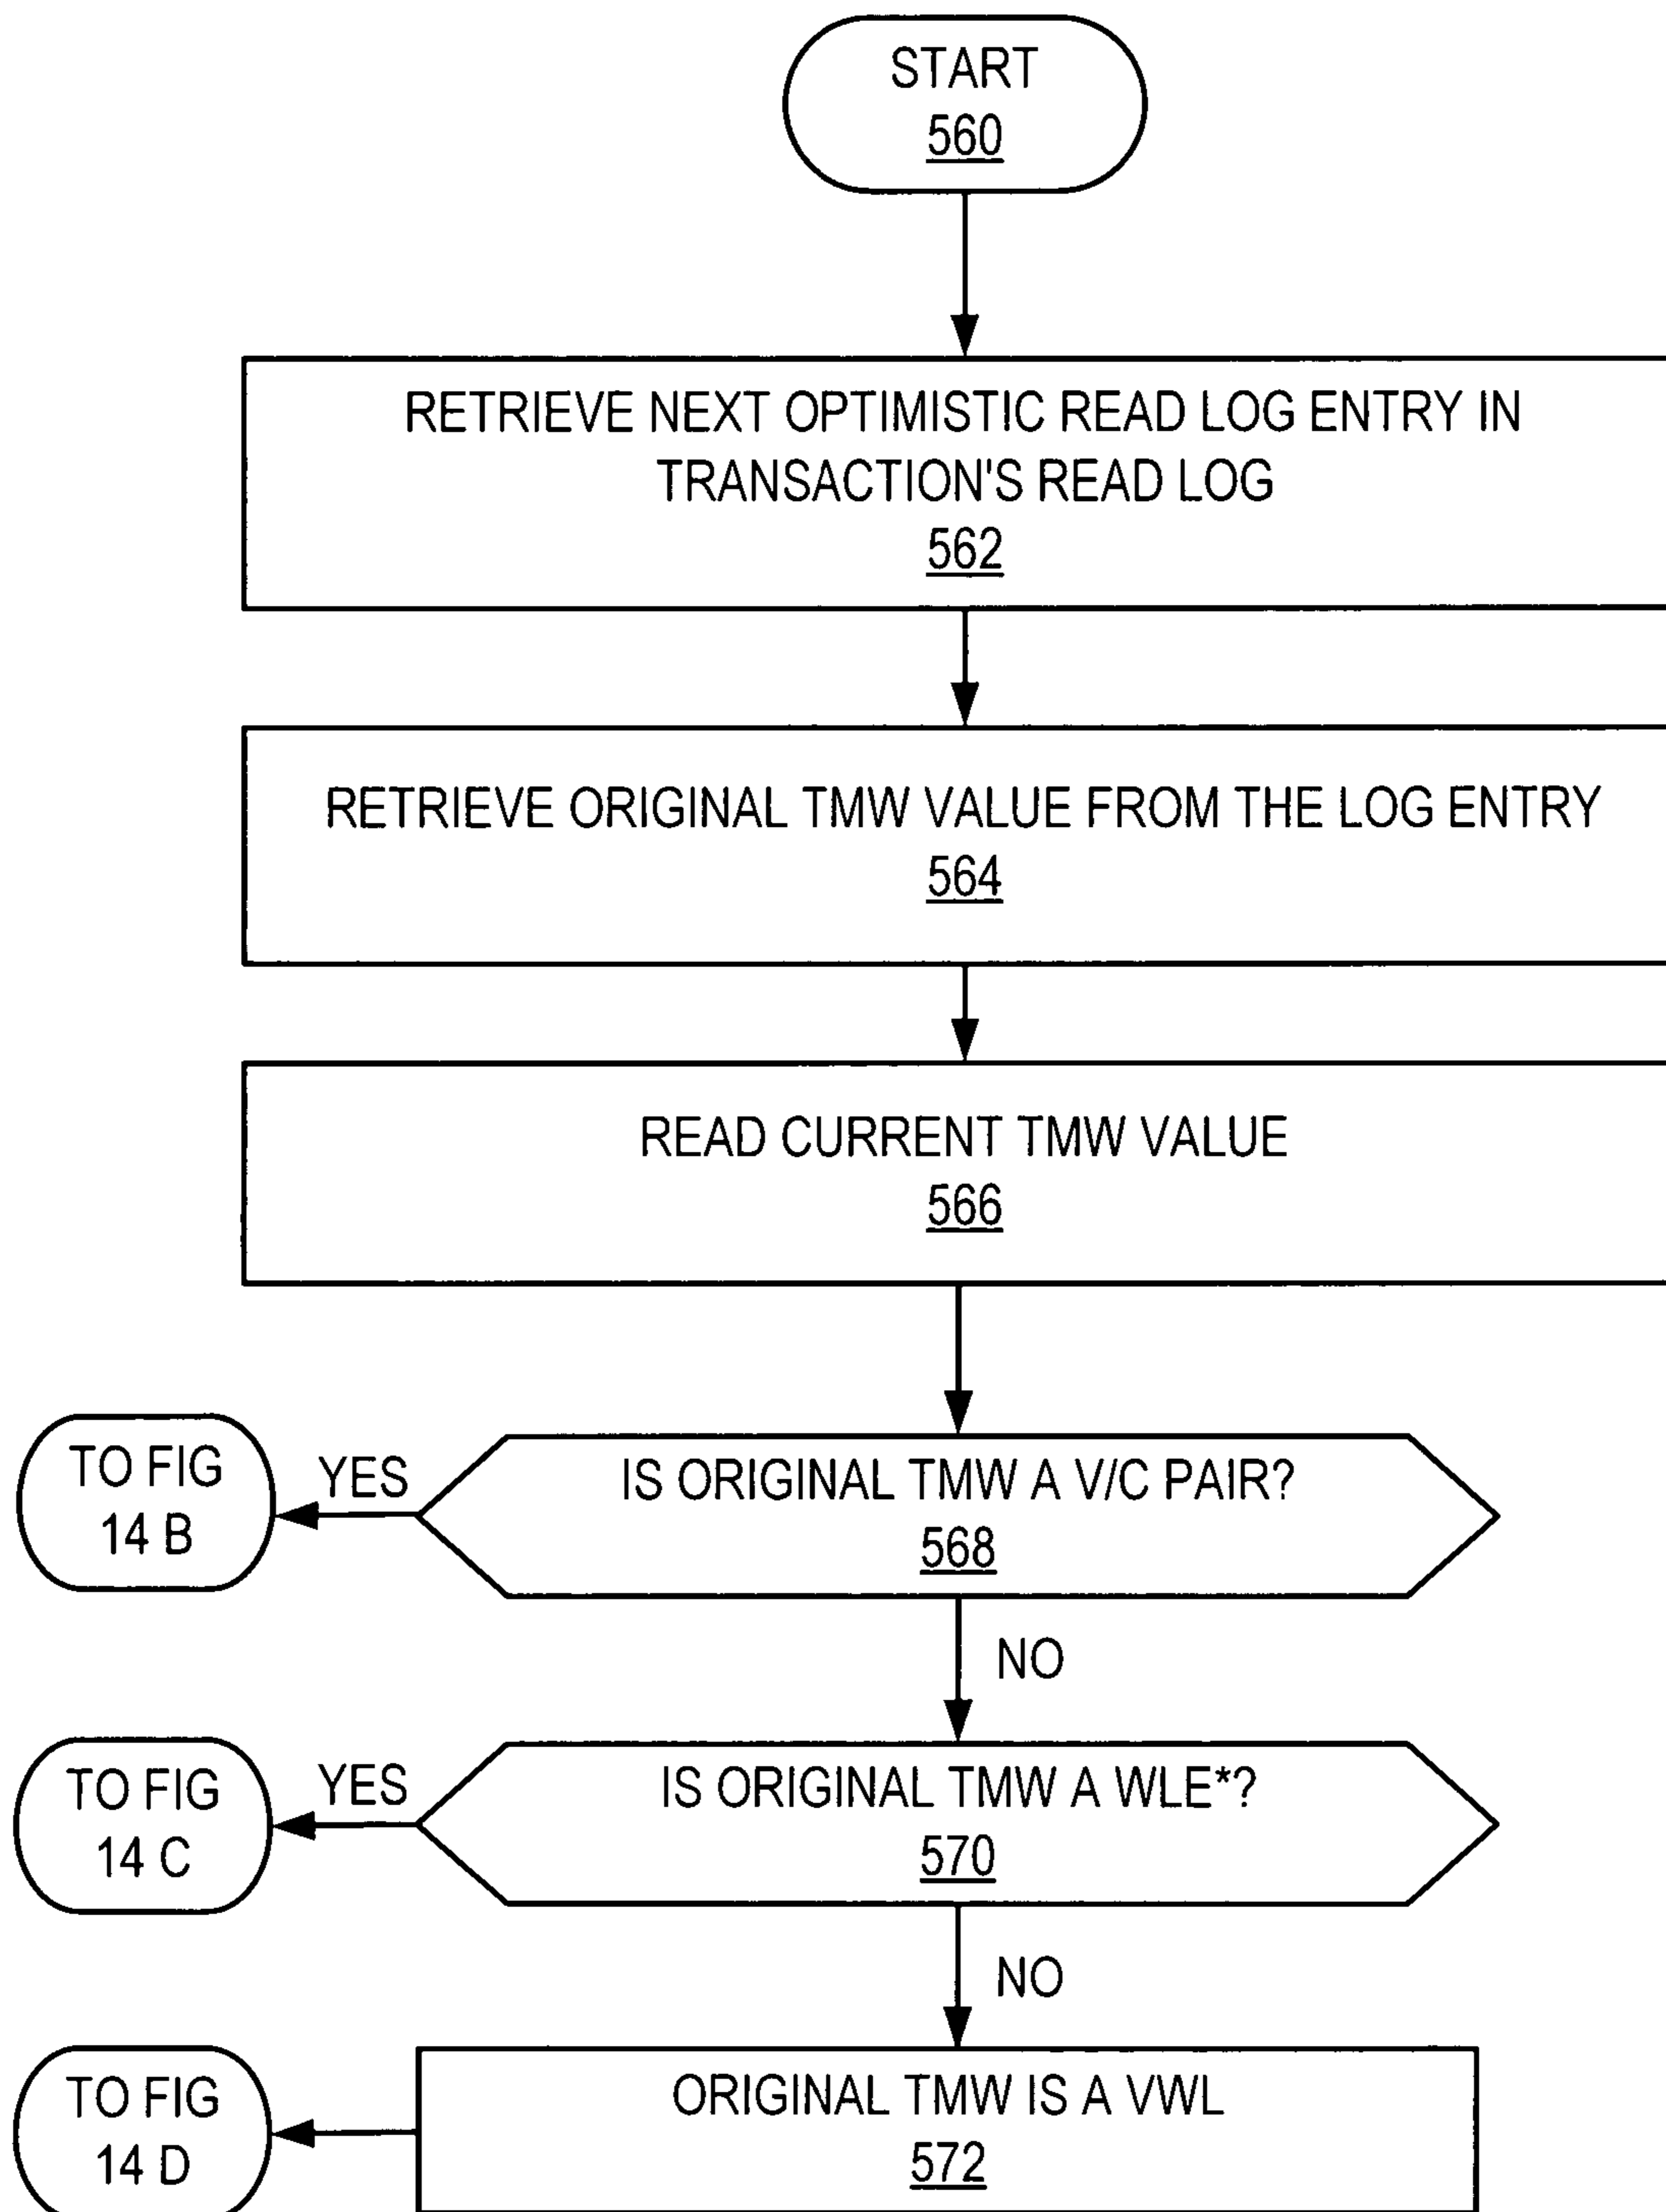 START
560
RETRIEVE NEXT OPTIMISTIC READ LOG ENTRY IN
TRANSACTION'S READ LOG
562
RETRIEVE ORIGINAL TMW VALUE FROM THE LOG ENTRY
564
READ CURRENT TMW VALUE
566
TO FIG
14 B
YES
IS ORIGINAL TMW A V/C PAIR?
568
NO
TO FIG
14 C
YES
IS ORIGINAL TMW A WLE*?
570
NO
TO FIG
14 D
ORIGINAL TMW IS A VWL
572